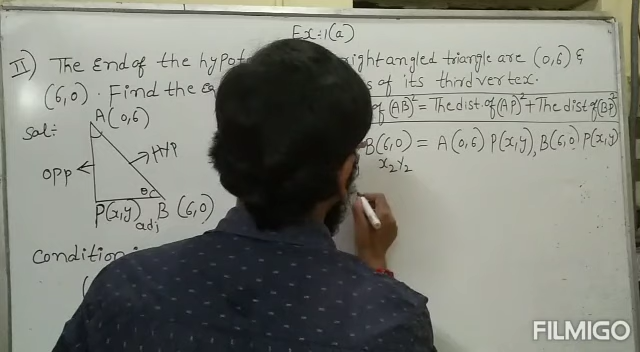 Ex:1(a)
II) The End of the hypot right angled triangle are (0,6) &
(6,0). Find the eq of its third vertex.
Sol:
of (AB)² = The dist. of (AP)² + The dist of (BP)²
A (0,6)
B(6,0) = A(0,6) P(x,y), B(6,0) P(x,y)
x₂ y₂
opp
HYP
θ
P(x,y)
adj
B (6,0)
condition
(
FILMIGO